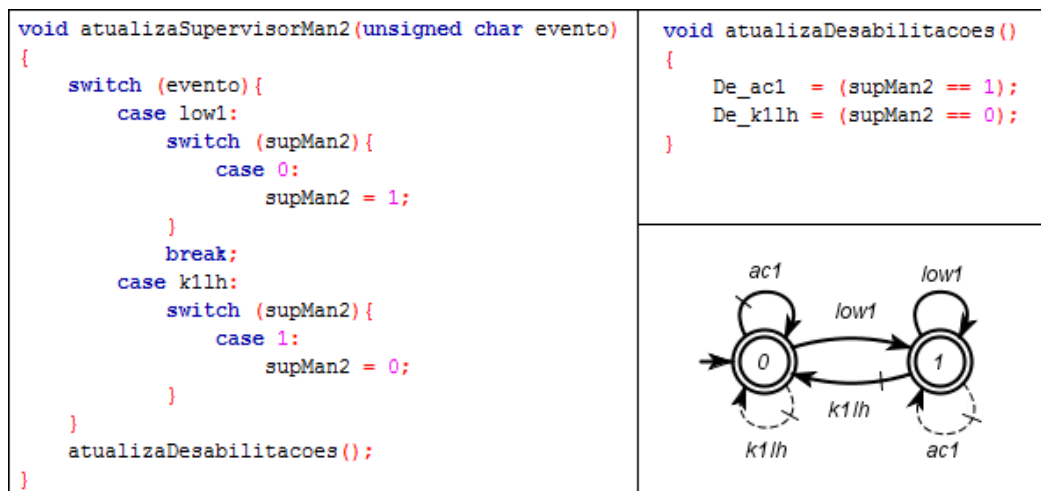 void atualizaSupervisorMan2(unsigned char evento)
{
switch (evento){
case low1:
switch (supMan2){
case 0:
supMan2 = 1;
}
break;
case k1lh:
switch (supMan2){
case 1:
supMan2 = 0;
}
}
atualizaDesabilitacoes();
}
void atualizaDesabilitacoes()
{
De_ac1 = (supMan2 == 1);
De_k1lh = (supMan2 == 0);
}
ac1
low1
low1
0
1
k1lh
k1lh
ac1